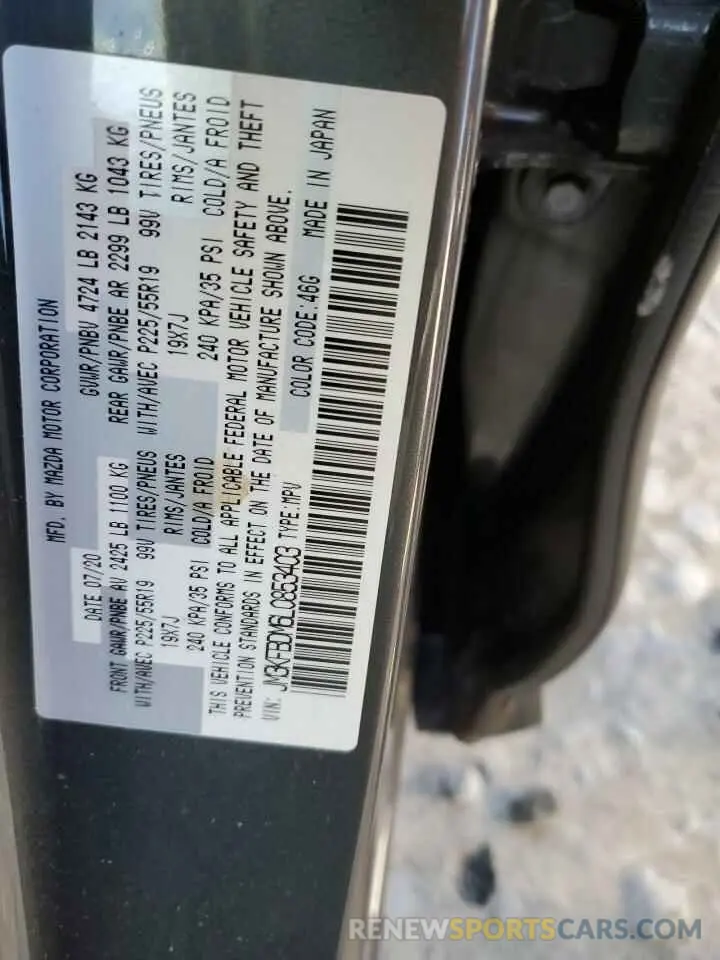 MFD. BY MAZDA MOTOR CORPORATION
DATE 07/20 GVWR/PNBV 4724 LB 2143 KG
FRONT GAWR/PNBE AV 2425 LB 1100 KG REAR GAWR/PNBE AR 2299 LB 1043 KG
WITH/AVEC P225/55R19 99V TIRES/PNEUS WITH/AVEC P225/55R19 99V TIRES/PNEUS
19X7J RIMS/JANTES 19X7J RIMS/JANTES
240 KPA/35 PSI COLD/A FROID 240 KPA/35 PSI COLD/A FROID
THIS VEHICLE CONFORMS TO ALL APPLICABLE FEDERAL MOTOR VEHICLE SAFETY AND THEFT
PREVENTION STANDARDS IN EFFECT ON THE DATE OF MANUFACTURE SHOWN ABOVE.
VIN: JM3KFBDM6L0853403 TYPE:MPV COLOR CODE:46G MADE IN JAPAN
RENEWSPORTSCARS.COM